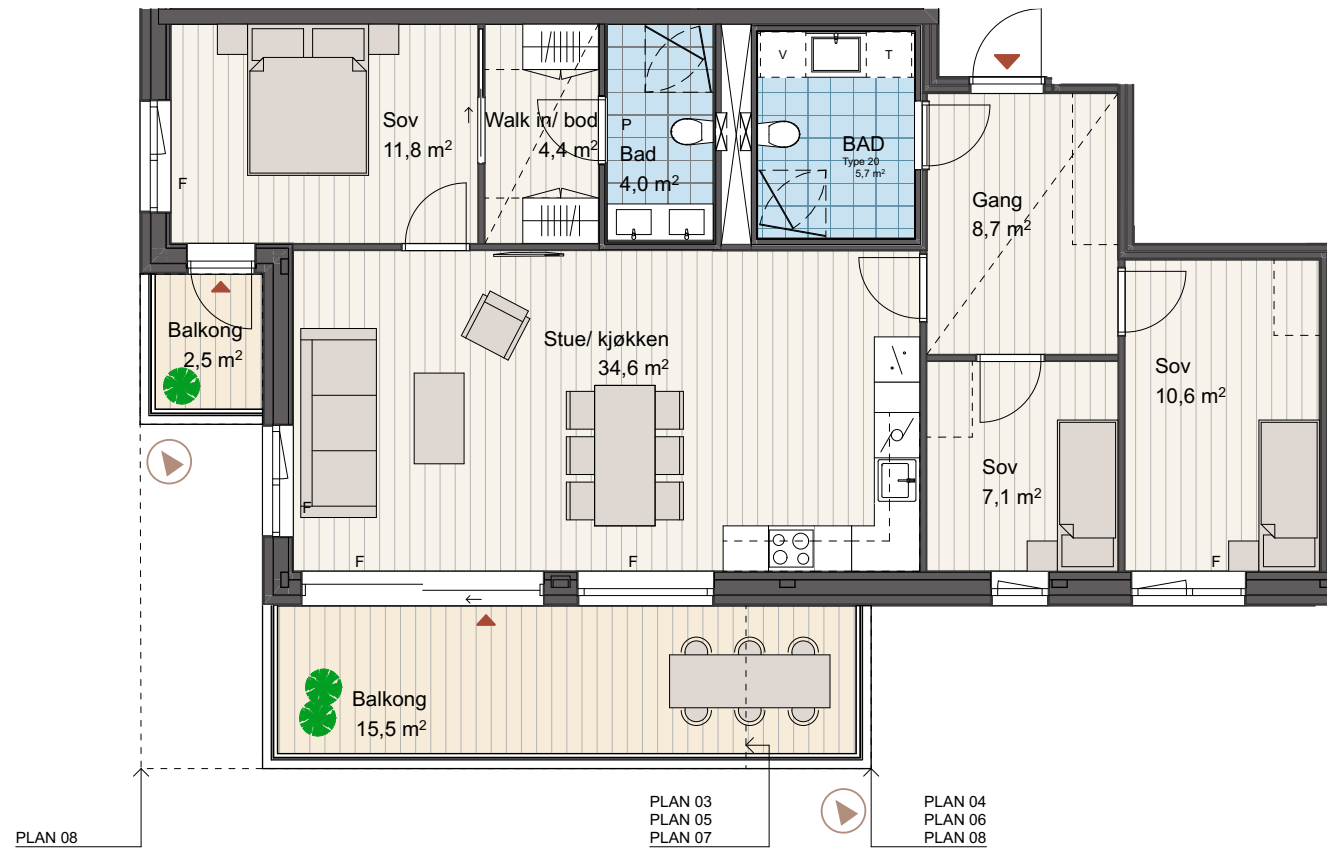 V
T
Sov
11,8 m²
Walk in/ bod
4,4 m²
P
Bad
4,0 m²
BAD
Type 20
5,7 m²
F
Gang
8,7 m²
Balkong
2,5 m²
Stue/ kjøkken
34,6 m²
Sov
10,6 m²
Sov
7,1 m²
F
F
F
F
Balkong
15,5 m²
PLAN 08
PLAN 03
PLAN 05
PLAN 07
PLAN 04
PLAN 06
PLAN 08